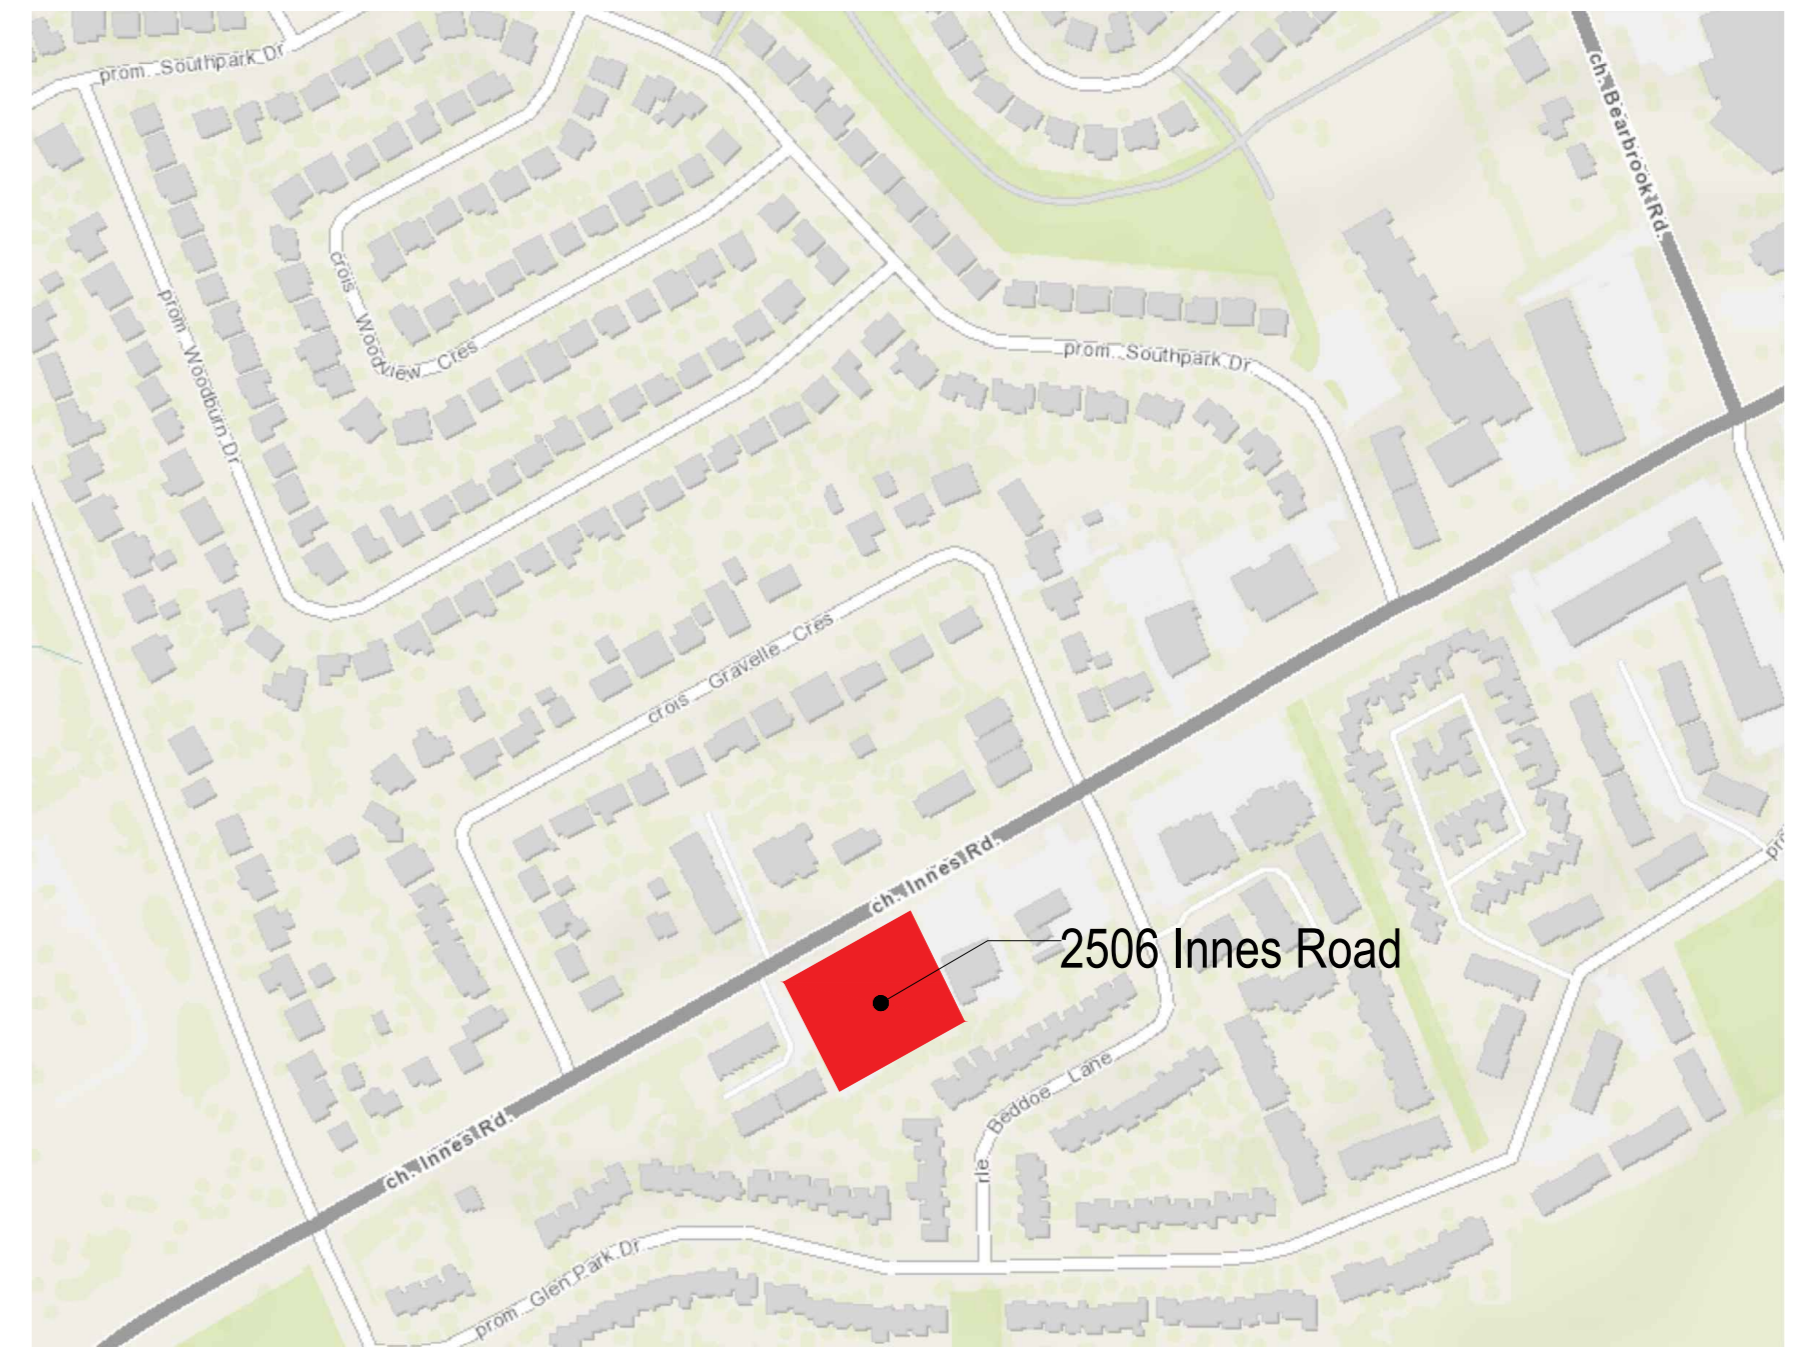 prom. Southpark Dr
ch. Bearbrook Rd.
crois Woodview Cres
prom Woodburn Dr
prom. Southpark Dr
crois Gravelle Cres
ch. Innes Rd.
2506 Innes Road
rle Beddoe Lane
ch. Innes Rd.
prom Glen Park Dr